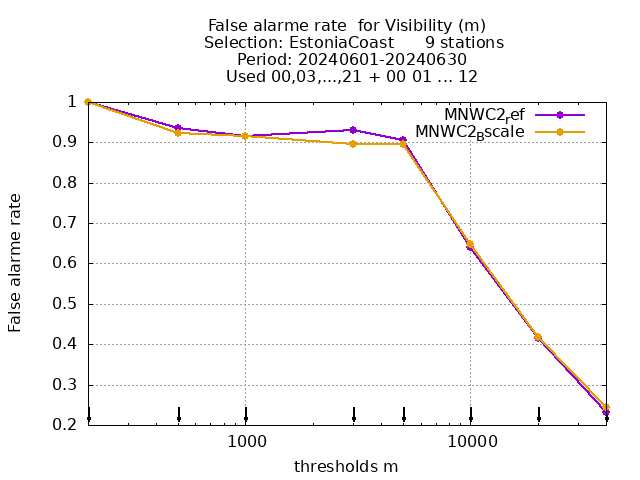 False alarme rate  for Visibility (m)
Selection: EstoniaCoast      9 stations
Period: 20240601-20240630
Used 00,03,...,21 + 00 01 ... 12
1
0.9
0.8
0.7
0.6
0.5
0.4
0.3
0.2
False alarme rate
MNWC2ref
MNWC2Bscale
1000
10000
thresholds m